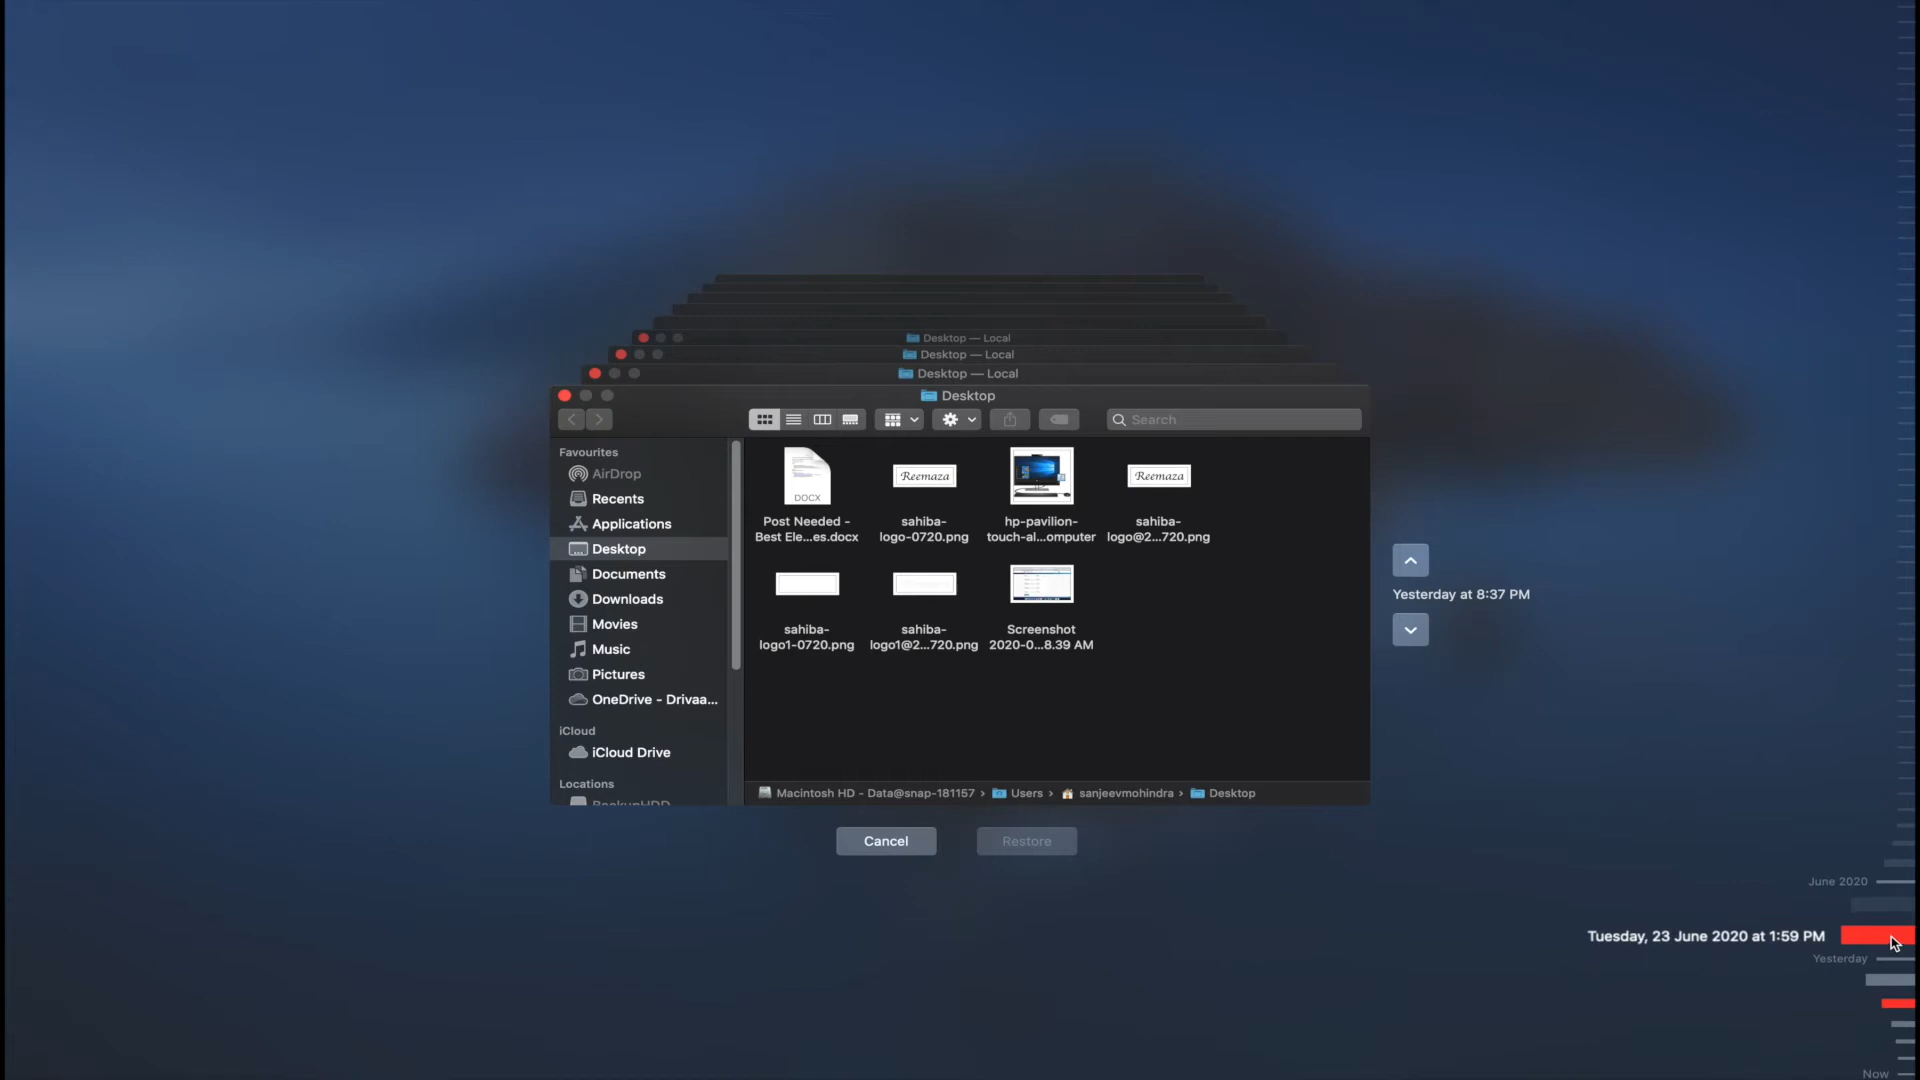 Desktop — Local
Desktop — Local
Desktop — Local
Desktop
Search
Favourites
AirDrop
Recents
Applications
Desktop
Documents
Downloads
Movies
Music
Pictures
OneDrive - Drivaa...
iCloud
iCloud Drive
Locations
BackupHDD
DOCX
Reemaza
Reemaza
Post Needed -
Best Ele...es.docx
sahiba-
logo-0720.png
hp-pavilion-
touch-al...omputer
sahiba-
logo@2...720.png
sahiba-
logo1-0720.png
sahiba-
logo1@2...720.png
Screenshot
2020-0...8.39 AM
Macintosh HD - Data@snap-181157 › Users › sanjeevmohindra › Desktop
Yesterday at 8:37 PM
Cancel
Restore
June 2020
Tuesday, 23 June 2020 at 1:59 PM
Yesterday
Now